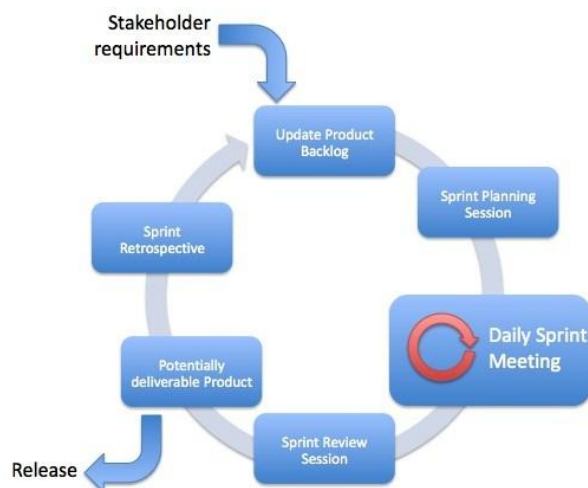 Stakeholder
requirements
Update Product
Backlog
Sprint Planning
Session
Daily Sprint
Meeting
Sprint Review
Session
Potentially
deliverable Product
Release
Sprint
Retrospective